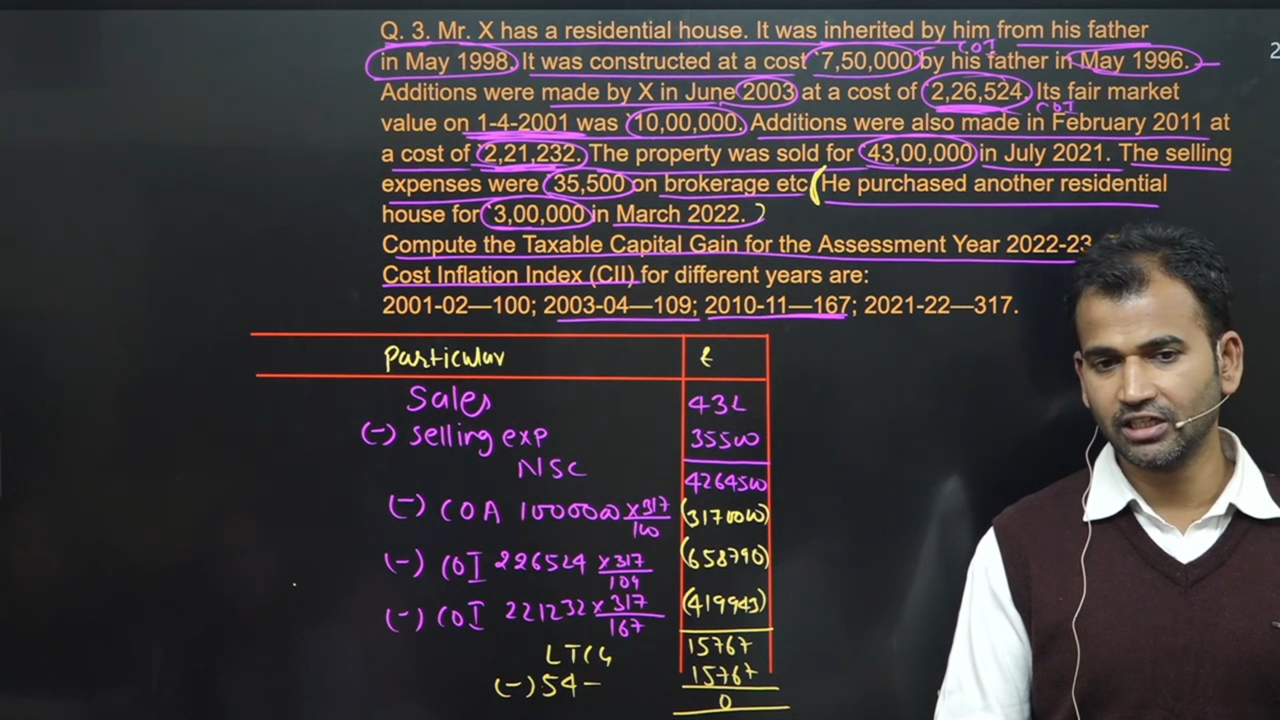 Q. 3. Mr. X has a residential house. It was inherited by him from his father
in May 1998. It was constructed at a cost `7,50,000 by his father in May 1996.
COI
Additions were made by X in June 2003 at a cost of `2,26,524. Its fair market
COI
value on 1-4-2001 was `10,00,000. Additions were also made in February 2011 at
a cost of `2,21,232. The property was sold for `43,00,000 in July 2021. The selling
expenses were `35,500 on brokerage etc. (He purchased another residential
house for `3,00,000 in March 2022.)
Compute the Taxable Capital Gain for the Assessment Year 2022-23
Cost Inflation Index (CII) for different years are:
2001-02—100; 2003-04—109; 2010-11—167; 2021-22—317.
2
Particular ₹
Sales 43L
(-) selling exp 35500
NSC 4264500
(-) COA 1000000 × 317/100 (3170000)
(-) COI 226524 × 317/109 (658790)
(-) COI 221232 × 317/167 (419943)
LTCG 15767
(-) 54 - 15767
0